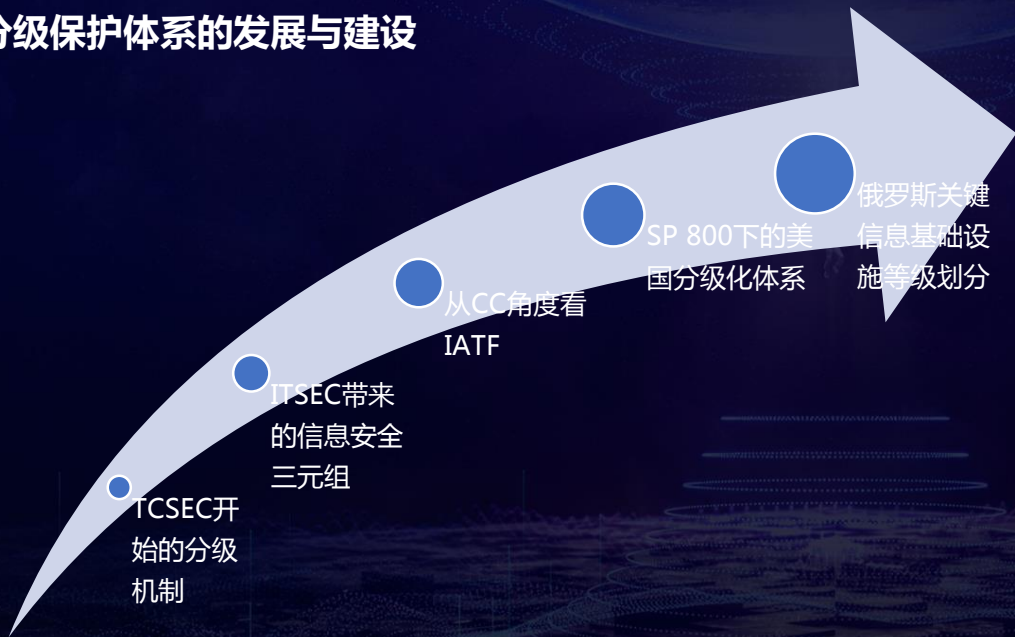 分级保护体系的发展与建设
TCSEC开
始的分级
机制
ITSEC带来
的信息安全
三元组
从CC角度看
IATF
SP 800下的美
国分级化体系
俄罗斯关键
信息基础设
施等级划分